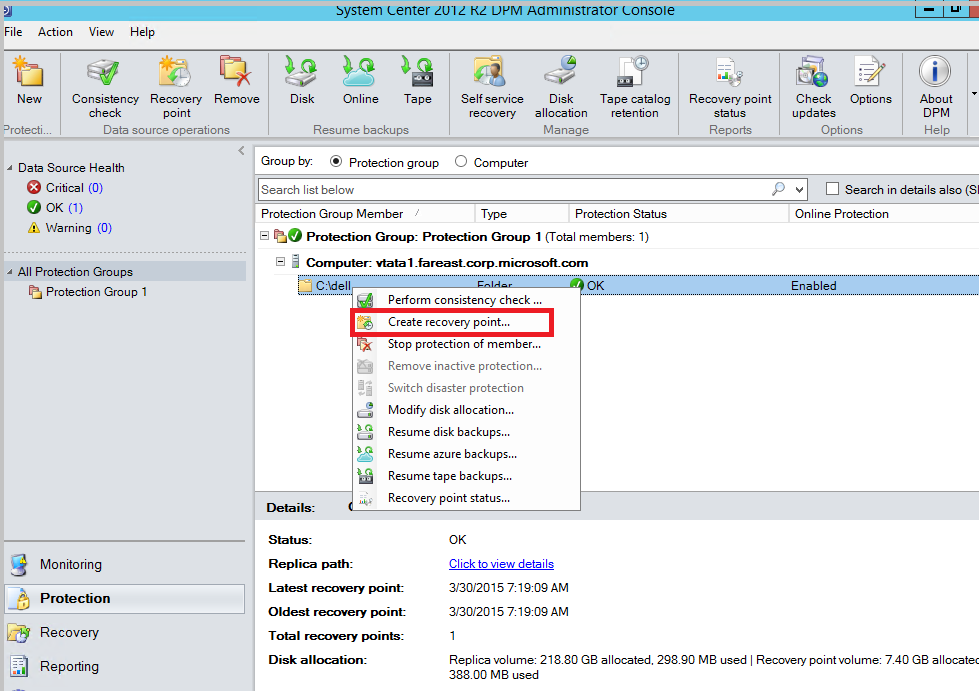 System Center 2012 R2 DPM Administrator Console
File Action View Help
New
Consistency check
Recovery point
Remove
Disk
Online
Tape
Self service recovery
Disk allocation
Tape catalog retention
Recovery point status
Check updates
Options
About DPM
Protecti...
Data source operations
Resume backups
Manage
Reports
Options
Help
Data Source Health
Critical (0)
OK (1)
Warning (0)
All Protection Groups
Protection Group 1
Monitoring
Protection
Recovery
Reporting
Group by: Protection group Computer
Search list below
Search in details also (Sl
Protection Group Member / Type Protection Status Online Protection
Protection Group: Protection Group 1 (Total members: 1)
Computer: vtata1.fareast.corp.microsoft.com
C:\dell Folder OK Enabled
Perform consistency check ...
Create recovery point...
Stop protection of member...
Remove inactive protection...
Switch disaster protection
Modify disk allocation...
Resume disk backups...
Resume azure backups...
Resume tape backups...
Recovery point status...
Details:
Status: OK
Replica path: Click to view details
Latest recovery point: 3/30/2015 7:19:09 AM
Oldest recovery point: 3/30/2015 7:19:09 AM
Total recovery points: 1
Disk allocation: Replica volume: 218.80 GB allocated, 298.90 MB used | Recovery point volume: 7.40 GB allocated
388.00 MB used